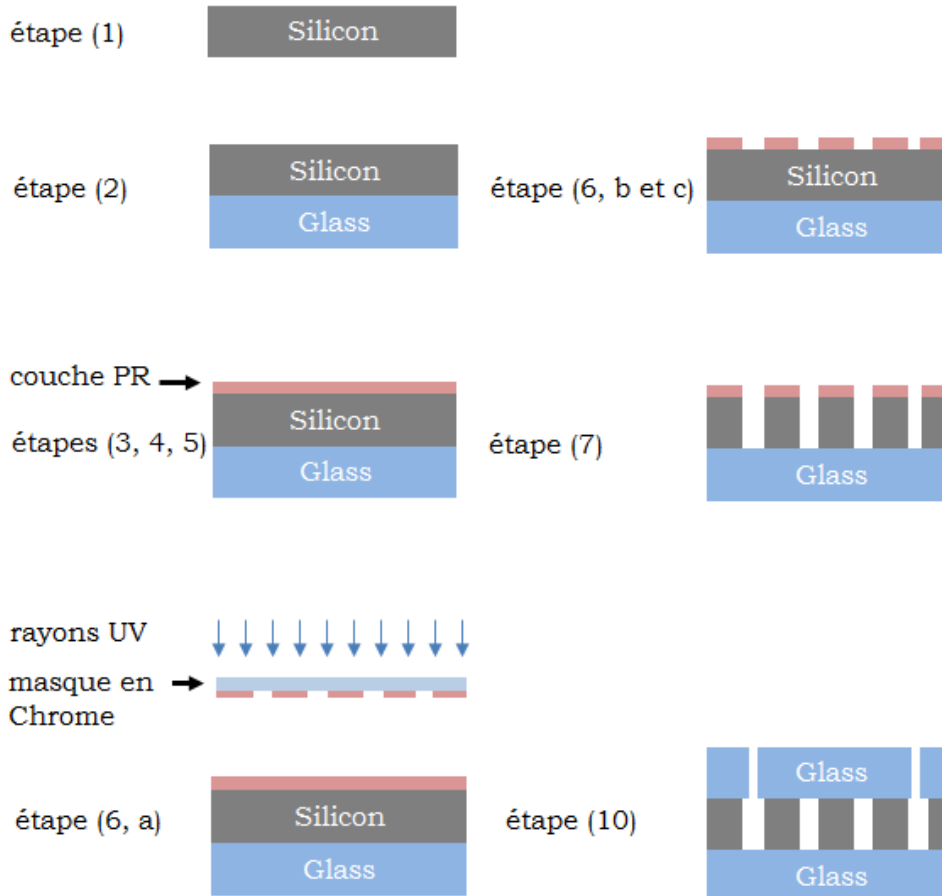 étape (1)
Silicon
étape (2)
Silicon
Glass
couche PR
étapes (3, 4, 5)
Silicon
Glass
rayons UV
masque en
Chrome
étape (6, a)
Silicon
Glass
étape (6, b et c)
Silicon
Glass
étape (7)
Glass
étape (10)
Glass
Glass